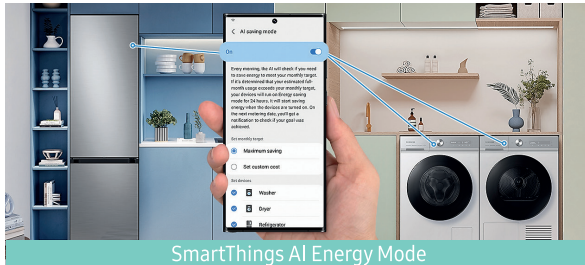 AI saving mode
On
Every morning, the AI will check if you need
to save energy to meet your monthly target.
If it's determined that your estimated full-
month usage exceeds your monthly target,
your devices will run on Energy saving
mode for 24 hours. It will start saving
energy when the devices are turned on. On
the next metering date, you'll get a
notification to check if your goal was
achieved.
Set monthly target
Maximum saving
Set custom cost
Set devices
Washer
Dryer
Refrigerator
SmartThings AI Energy Mode